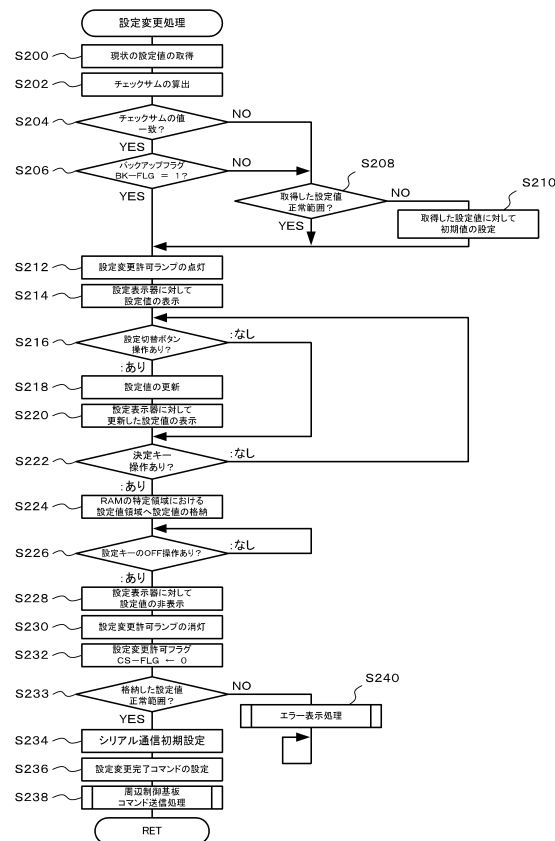 設定変更処理
S200
現状の設定値の取得
S202
チェックサムの算出
S204
チェックサムの値
一致？
NO
YES
S206
バックアップフラグ
BK−FLG ＝ 1？
NO
YES
S208
取得した設定値
正常範囲？
NO
YES
S210
取得した設定値に対して
初期値の設定
S212
設定変更許可ランプの点灯
S214
設定表示器に対して
設定値の表示
S216
設定切替ボタン
操作あり？
：なし
：あり
S218
設定値の更新
S220
設定表示器に対して
更新した設定値の表示
S222
決定キー
操作あり？
：なし
：あり
S224
RAMの特定領域における
設定値領域へ設定値の格納
S226
設定キーのOFF操作あり？
：なし
：あり
S228
設定表示器に対して
設定値の非表示
S230
設定変更許可ランプの消灯
S232
設定変更許可フラグ
CS−FLG ← 0
S233
格納した設定値
正常範囲？
NO
YES
S240
エラー表示処理
S234
シリアル通信初期設定
S236
設定変更完了コマンドの設定
S238
周辺制御基板
コマンド送信処理
RET